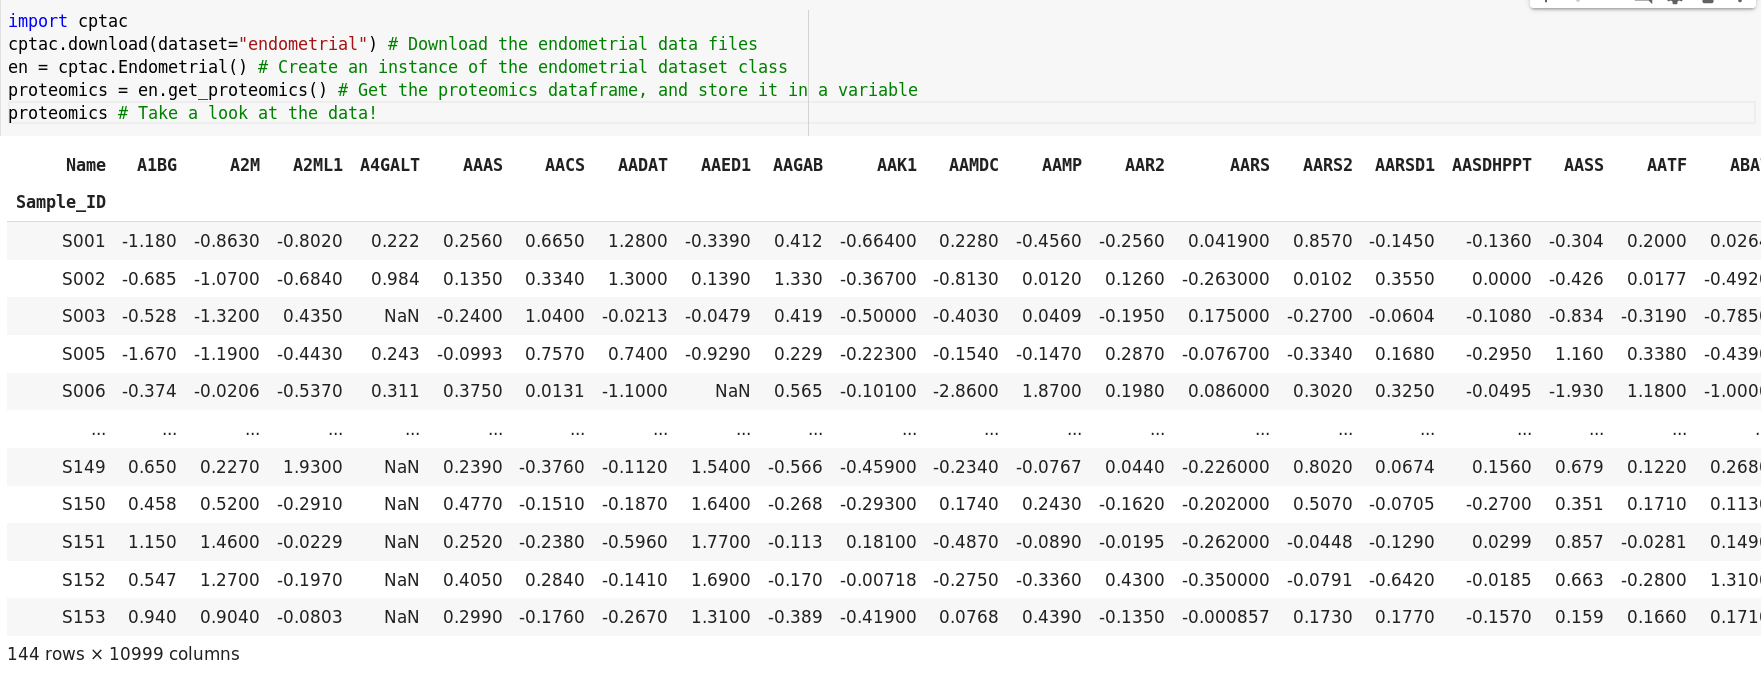 import cptac
cptac.download(dataset="endometrial") # Download the endometrial data files
en = cptac.Endometrial() # Create an instance of the endometrial dataset class
proteomics = en.get_proteomics() # Get the proteomics dataframe, and store it in a variable
proteomics # Take a look at the data!
Name A1BG A2M A2ML1 A4GALT AAAS AACS AADAT AAED1 AAGAB AAK1 AAMDC AAMP AAR2 AARS AARS2 AARSD1 AASDHPPT AASS AATF
Sample_ID
S001 -1.180 -0.8630 -0.8020 0.222 0.2560 0.6650 1.2800 -0.3390 0.412 -0.66400 0.2280 -0.4560 -0.2560 0.041900 0.8570 -0.1450 -0.1360 -0.304 0.2000
S002 -0.685 -1.0700 -0.6840 0.984 0.1350 0.3340 1.3000 0.1390 1.330 -0.36700 -0.8130 0.0120 0.1260 -0.263000 0.0102 0.3550 0.0000 -0.426 0.0177
S003 -0.528 -1.3200 0.4350 NaN -0.2400 1.0400 -0.0213 -0.0479 0.419 -0.50000 -0.4030 0.0409 -0.1950 0.175000 -0.2700 -0.0604 -0.1080 -0.834 -0.3190
S005 -1.670 -1.1900 -0.4430 0.243 -0.0993 0.7570 0.7400 -0.9290 0.229 -0.22300 -0.1540 -0.1470 0.2870 -0.076700 -0.3340 0.1680 -0.2950 1.160 0.3380
S006 -0.374 -0.0206 -0.5370 0.311 0.3750 0.0131 -1.1000 NaN 0.565 -0.10100 -2.8600 1.8700 0.1980 0.086000 0.3020 0.3250 -0.0495 -1.930 1.1800
... ... ... ... ... ... ... ... ... ... ... ... ... ... ... ... ... ... ... ...
S149 0.650 0.2270 1.9300 NaN 0.2390 -0.3760 -0.1120 1.5400 -0.566 -0.45900 -0.2340 -0.0767 0.0440 -0.226000 0.8020 0.0674 0.1560 0.679 0.1220
S150 0.458 0.5200 -0.2910 NaN 0.4770 -0.1510 -0.1870 1.6400 -0.268 -0.29300 0.1740 0.2430 -0.1620 -0.202000 0.5070 -0.0705 -0.2700 0.351 0.1710
S151 1.150 1.4600 -0.0229 NaN 0.2520 -0.2380 -0.5960 1.7700 -0.113 0.18100 -0.4870 -0.0890 -0.0195 -0.262000 -0.0448 -0.1290 0.0299 0.857 -0.0281
S152 0.547 1.2700 -0.1970 NaN 0.4050 0.2840 -0.1410 1.6900 -0.170 -0.00718 -0.2750 -0.3360 0.4300 -0.350000 -0.0791 -0.6420 -0.0185 0.663 -0.2800
S153 0.940 0.9040 -0.0803 NaN 0.2990 -0.1760 -0.2670 1.3100 -0.389 -0.41900 0.0768 0.4390 -0.1350 -0.000857 0.1730 0.1770 -0.1570 0.159 0.1660
144 rows × 10999 columns